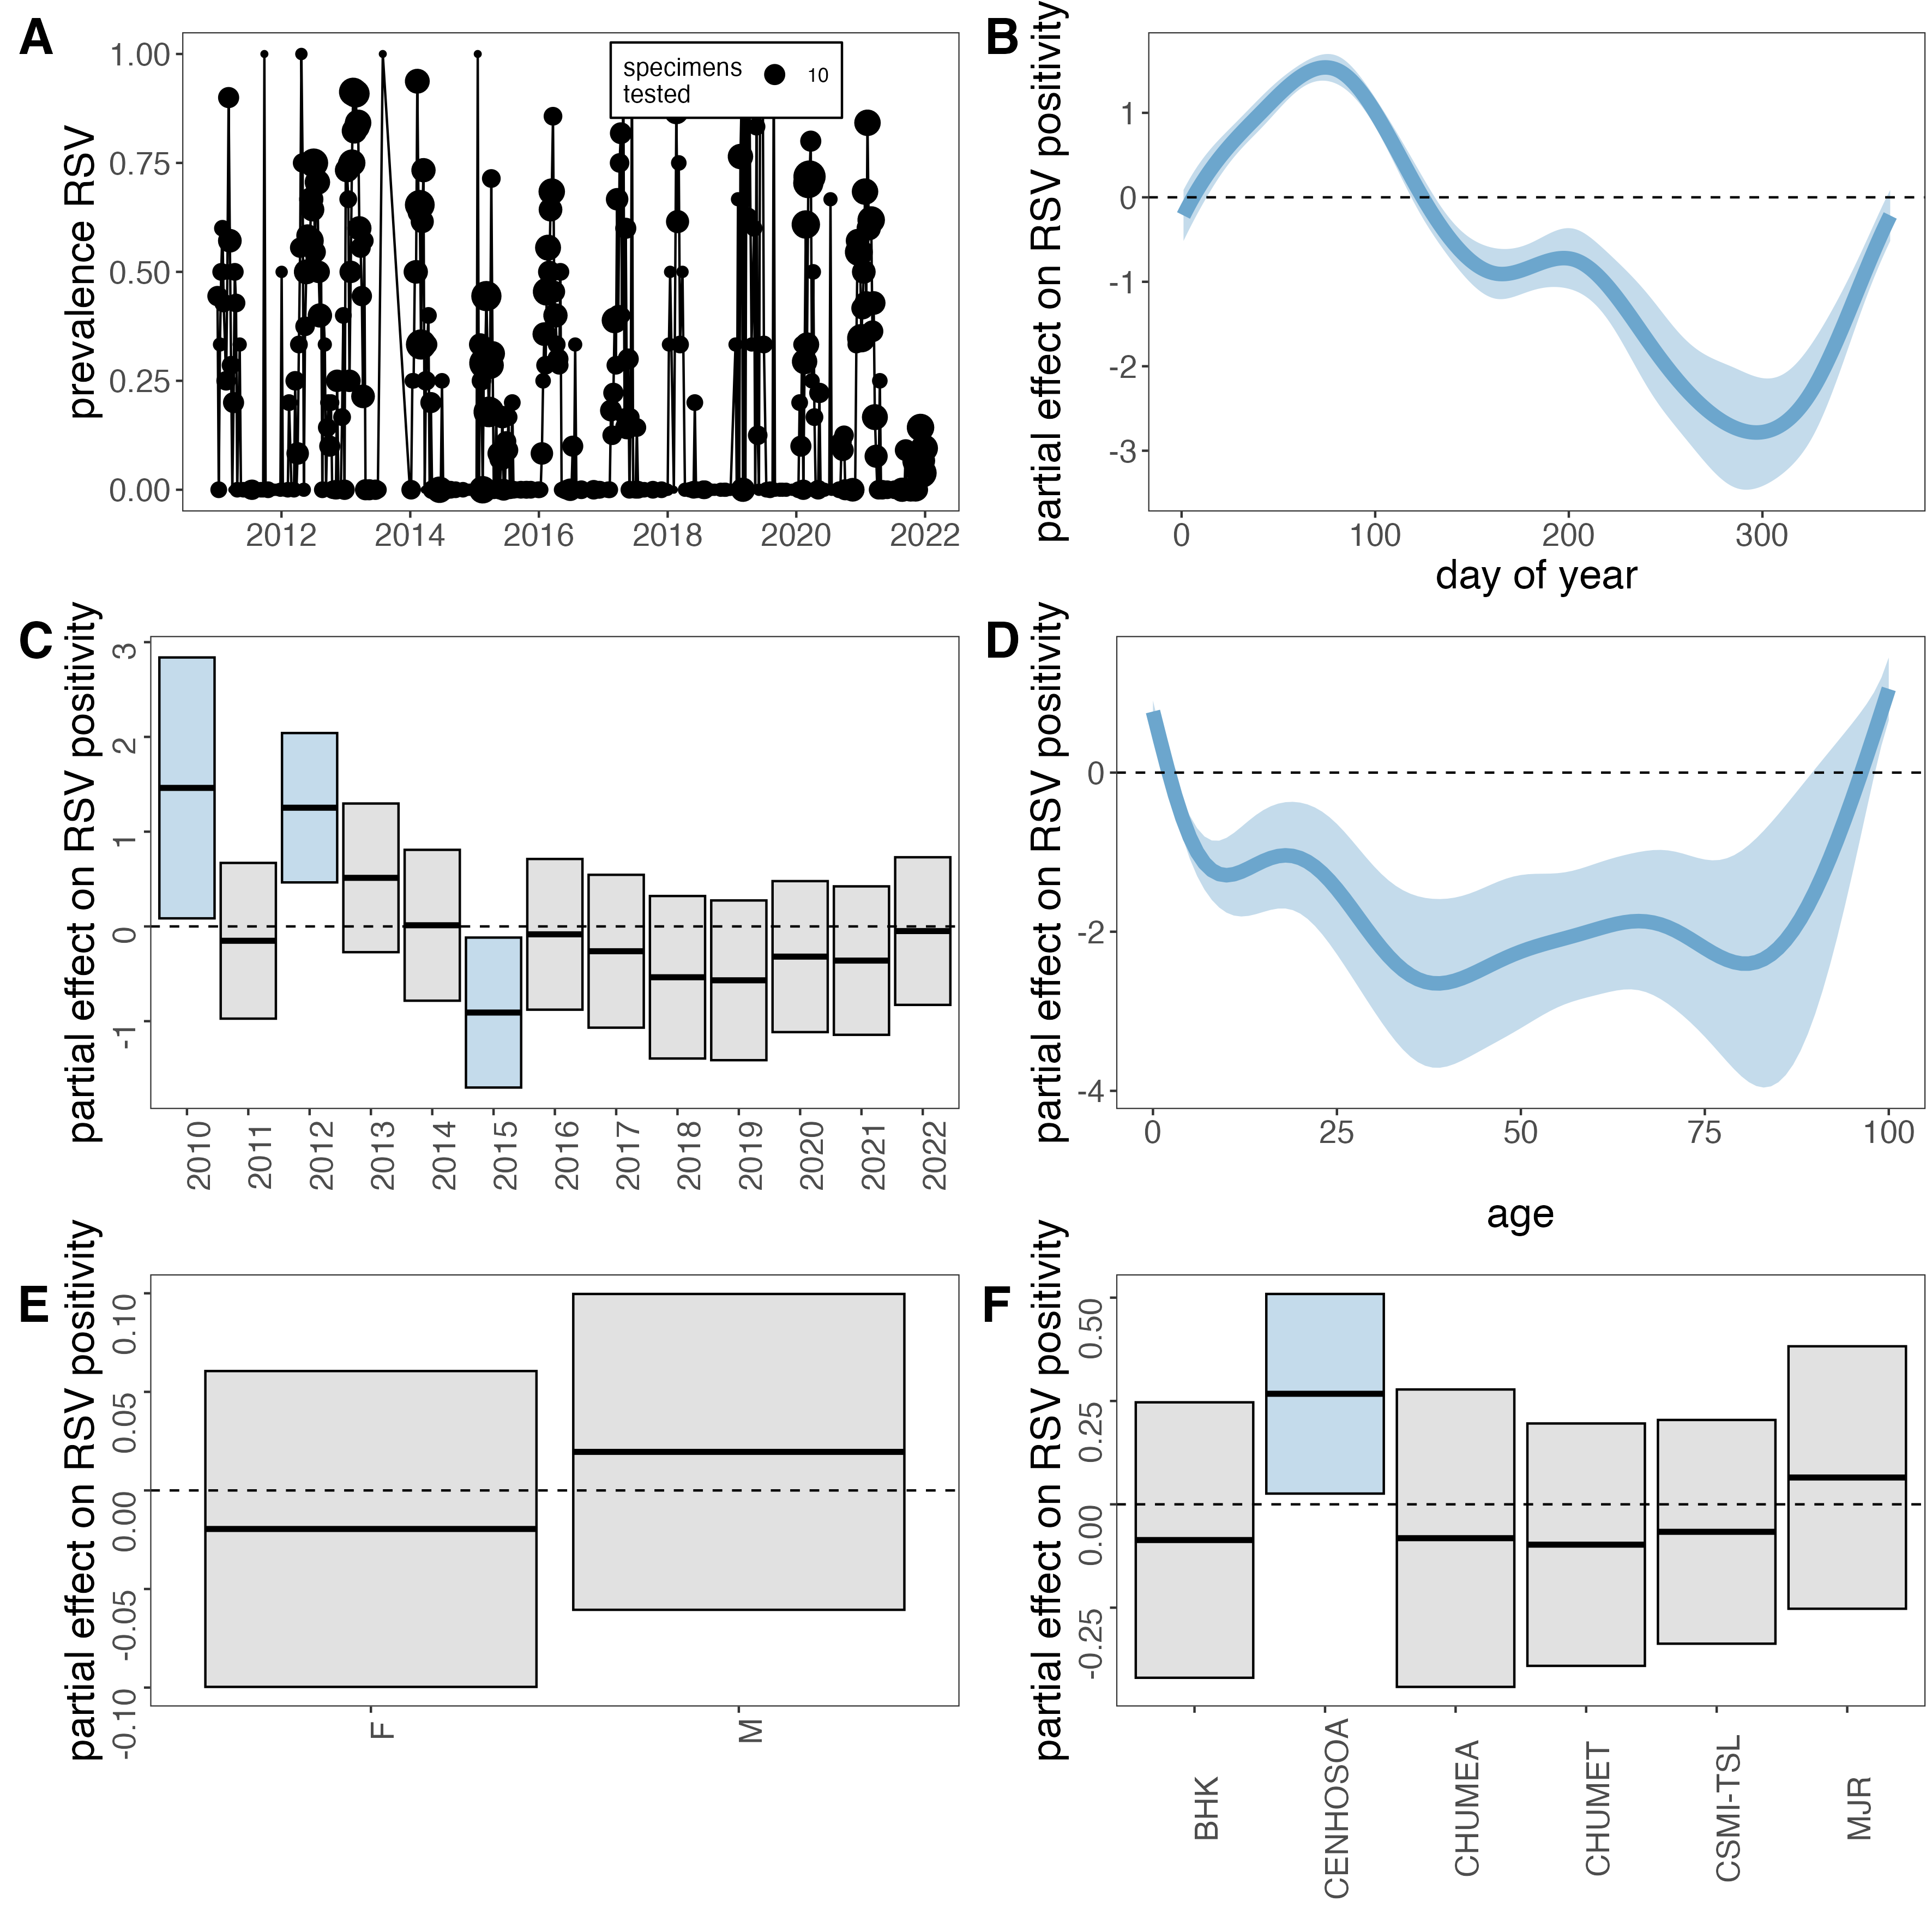 A
prevalence RSV
1.00
0.75
0.50
0.25
0.00
specimens
tested
10
2012
2014
2016
2018
2020
2022
B
partial effect on RSV positivity
1
0
-1
-2
-3
0
100
200
300
day of year
C
partial effect on RSV positivity
3
2
1
0
-1
2010
2011
2012
2013
2014
2015
2016
2017
2018
2019
2020
2021
2022
D
partial effect on RSV positivity
0
-2
-4
0
25
50
75
100
age
E
partial effect on RSV positivity
0.10
0.05
0.00
-0.05
-0.10
F
M
F
partial effect on RSV positivity
0.50
0.25
0.00
-0.25
BHK
CENHOSOA
CHUMEA
CHUMET
CSMI-TSL
MJR